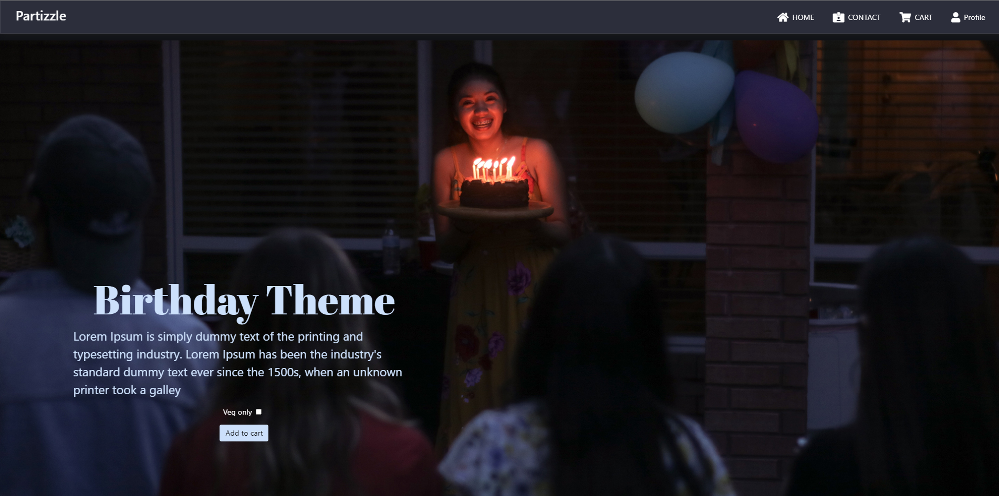 Partizzle
HOME
CONTACT
CART
Profile
Birthday Theme
Lorem Ipsum is simply dummy text of the printing and
typesetting industry. Lorem Ipsum has been the industry's
standard dummy text ever since the 1500s, when an unknown
printer took a galley
Veg only
Add to cart